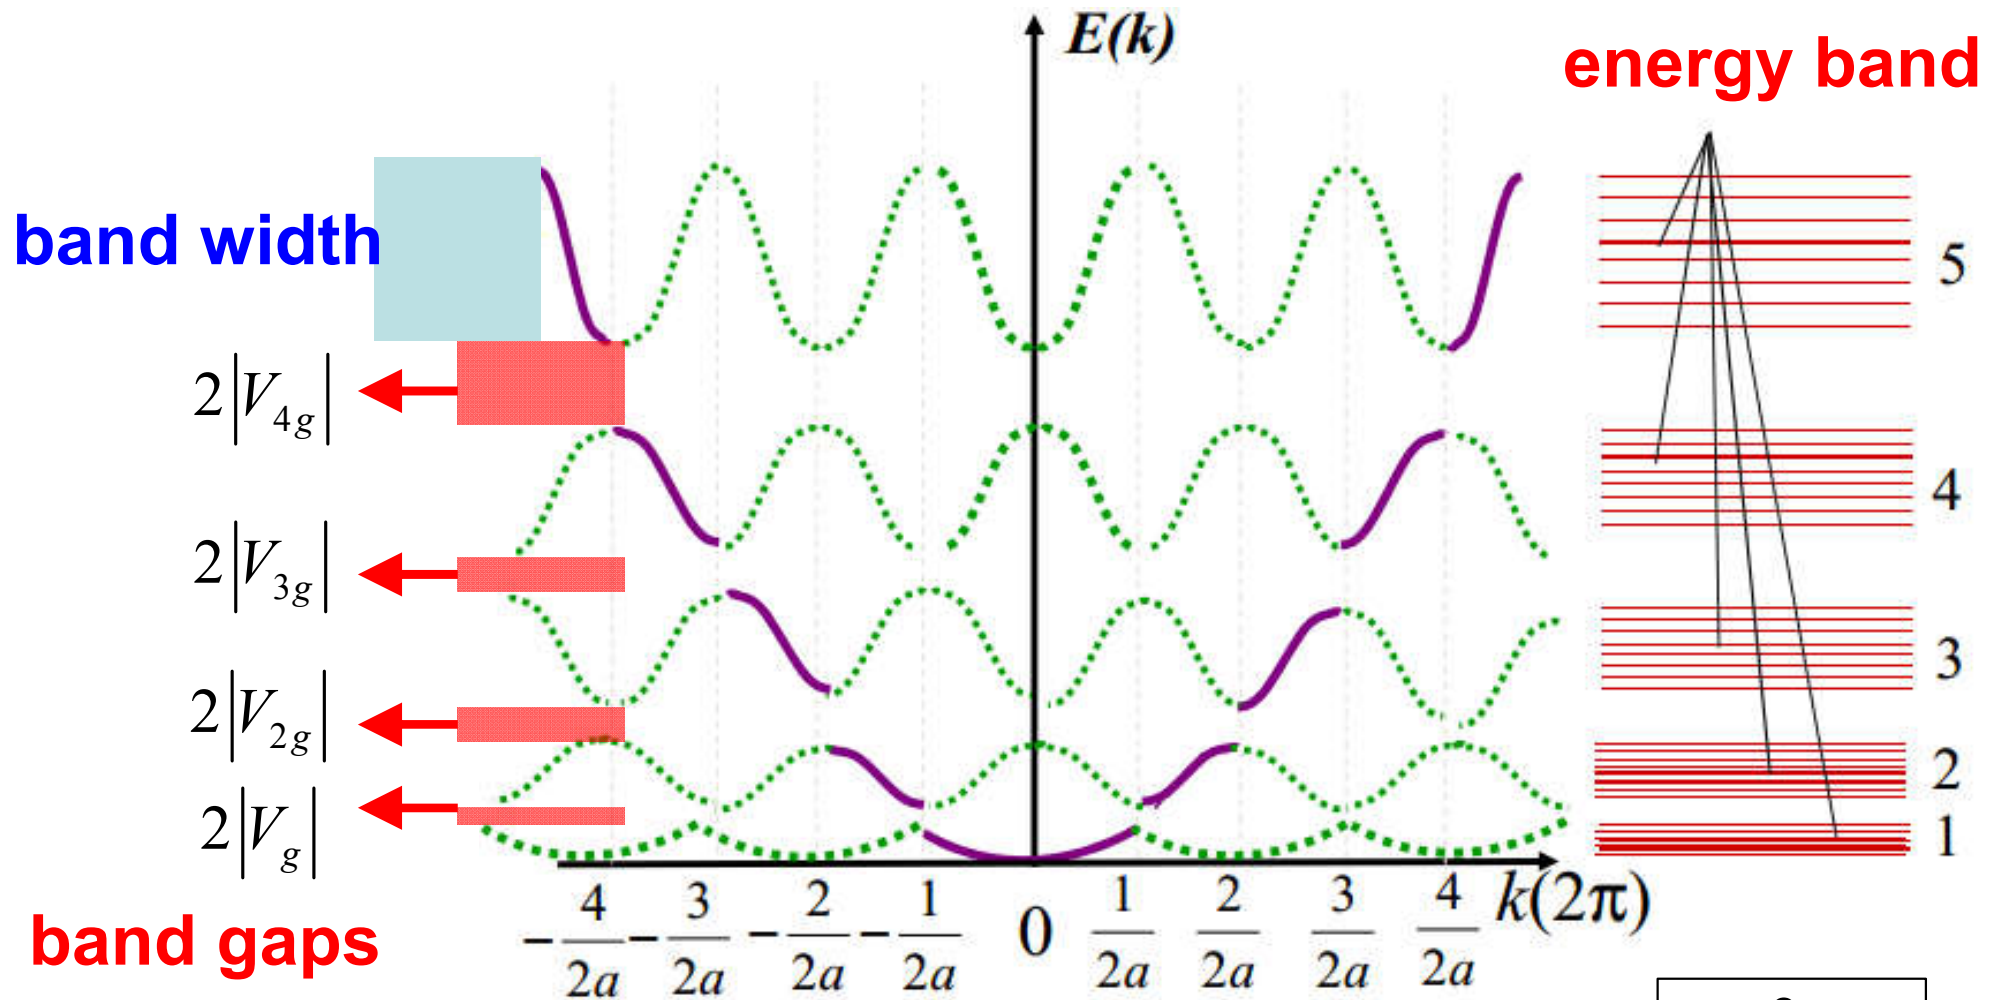 E(k)
energy band
band width
5
2|V4g|
4
2|V3g|
3
2|V2g|
2
2|Vg|
1
-4/2a -3/2a -2/2a -1/2a 0 1/2a 2/2a 3/2a 4/2a k(2π)
band gaps